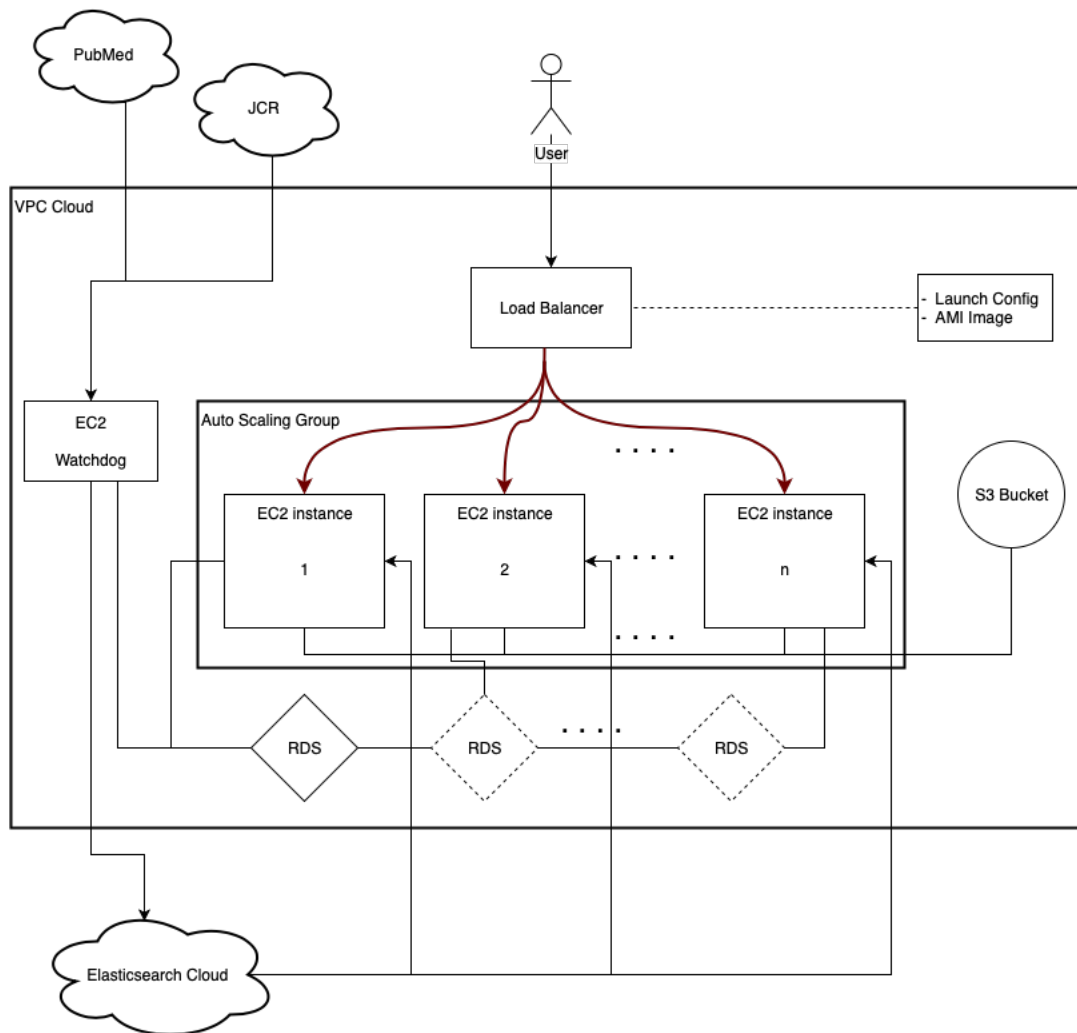 PubMed
JCR
User
VPC Cloud
Load Balancer
- Launch Config
- AMI Image
EC2
Watchdog
Auto Scaling Group
. . . .
EC2 instance
1
EC2 instance
2
. . . .
EC2 instance
n
S3 Bucket
. . . .
RDS
RDS
. . . .
RDS
Elasticsearch Cloud